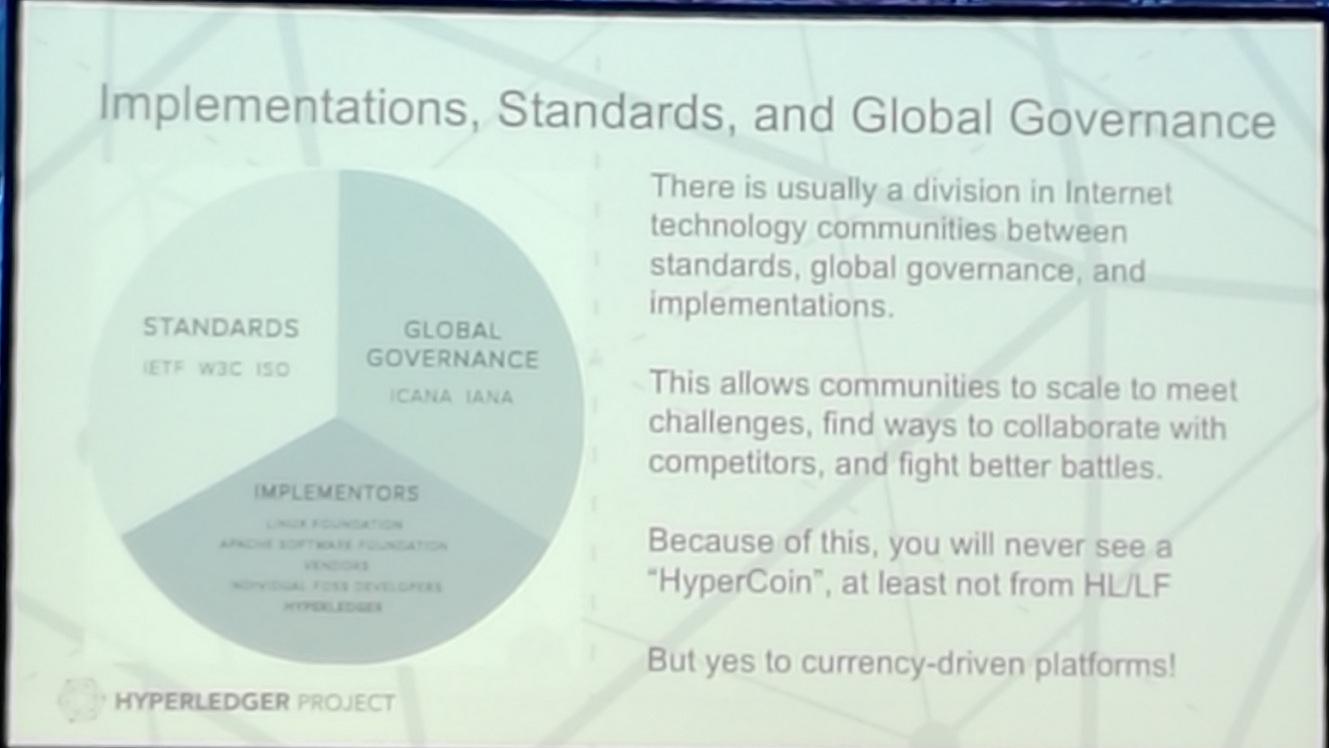 Implementations, Standards, and Global Governance
STANDARDS
IETF W3C ISO
GLOBAL
GOVERNANCE
ICANA IANA
IMPLEMENTORS
LINUX FOUNDATION
APACHE SOFTWARE FOUNDATION
VENDORS
INDIVIDUAL FOSS DEVELOPERS
HYPERLEDGER
There is usually a division in Internet
technology communities between
standards, global governance, and
implementations.
This allows communities to scale to meet
challenges, find ways to collaborate with
competitors, and fight better battles.
Because of this, you will never see a
“HyperCoin”, at least not from HL/LF
But yes to currency-driven platforms!
HYPERLEDGER PROJECT